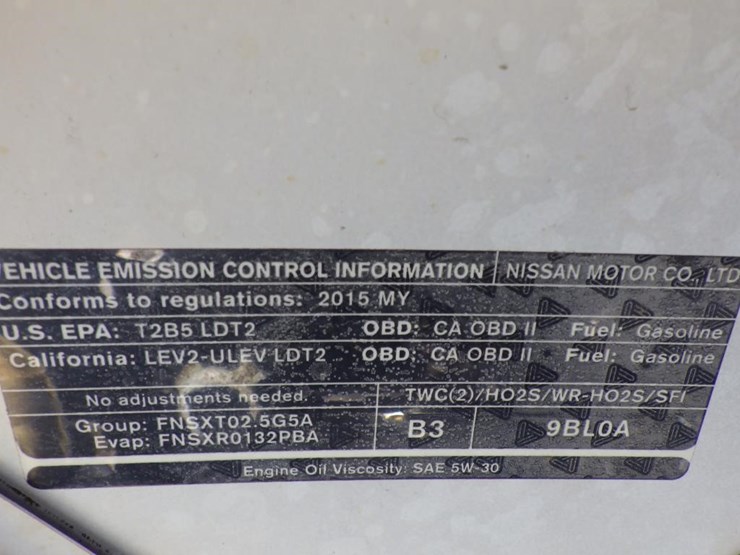 VEHICLE EMISSION CONTROL INFORMATION NISSAN MOTOR CO., LTD
Conforms to regulations: 2015 MY
U.S. EPA: T2B5 LDT2 OBD: CA OBD II Fuel: Gasoline
California: LEV2-ULEV LDT2 OBD: CA OBD II Fuel: Gasoline
No adjustments needed. TWC(2)/HO2S/WR-HO2S/SFI
Group: FNSXT02.5G5A
Evap: FNSXR0132PBA
B3 9BL0A
Engine Oil Viscosity: SAE 5W-30